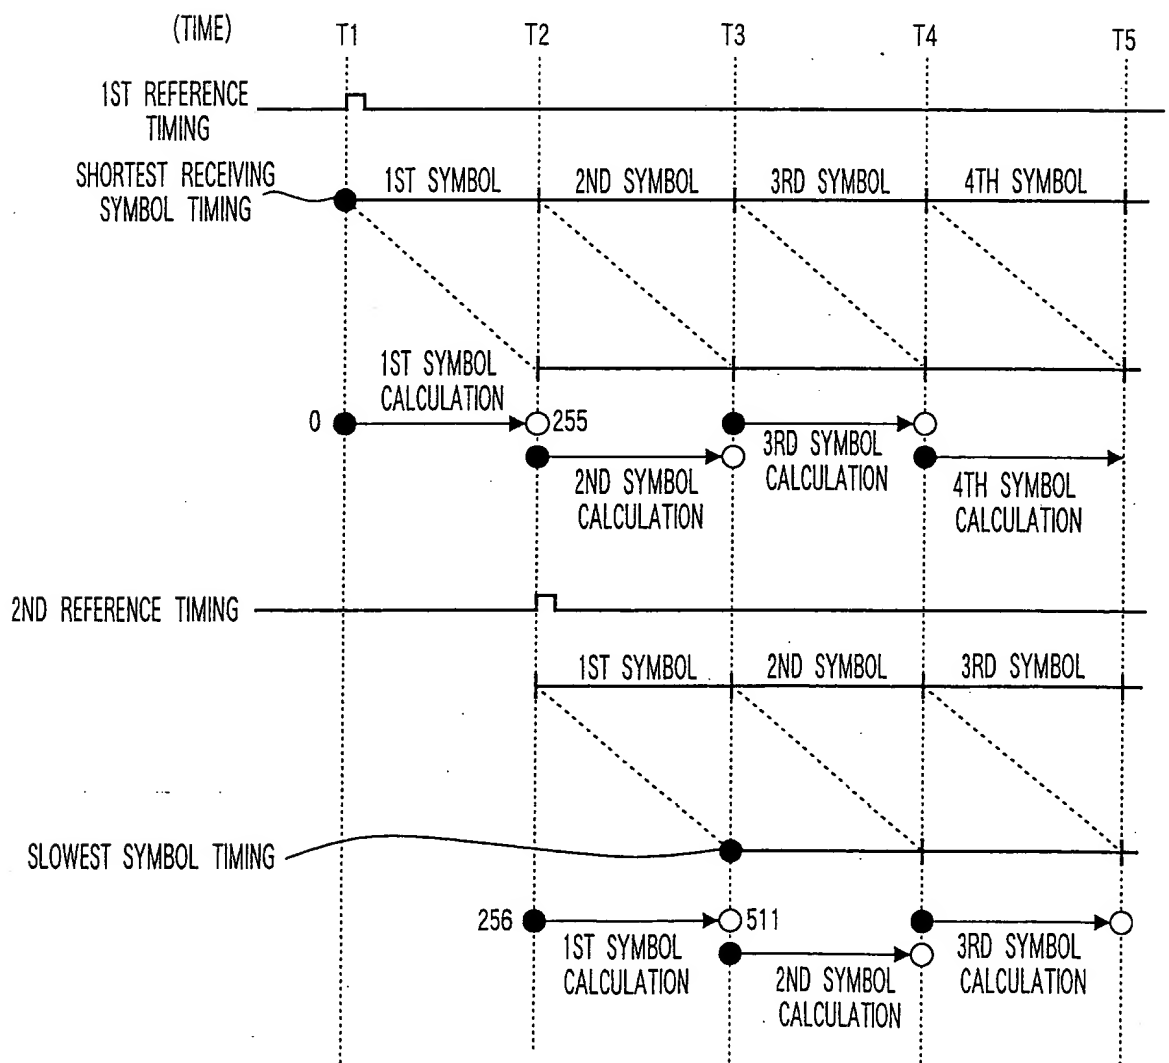 (TIME) T1 T2 T3 T4 T5
1ST REFERENCE
TIMING
SHORTEST RECEIVING
SYMBOL TIMING
1ST SYMBOL 2ND SYMBOL 3RD SYMBOL 4TH SYMBOL
1ST SYMBOL
CALCULATION
0 255
3RD SYMBOL
CALCULATION
2ND SYMBOL
CALCULATION
4TH SYMBOL
CALCULATION
2ND REFERENCE TIMING
1ST SYMBOL 2ND SYMBOL 3RD SYMBOL
SLOWEST SYMBOL TIMING
256 511
1ST SYMBOL
CALCULATION
2ND SYMBOL
CALCULATION
3RD SYMBOL
CALCULATION